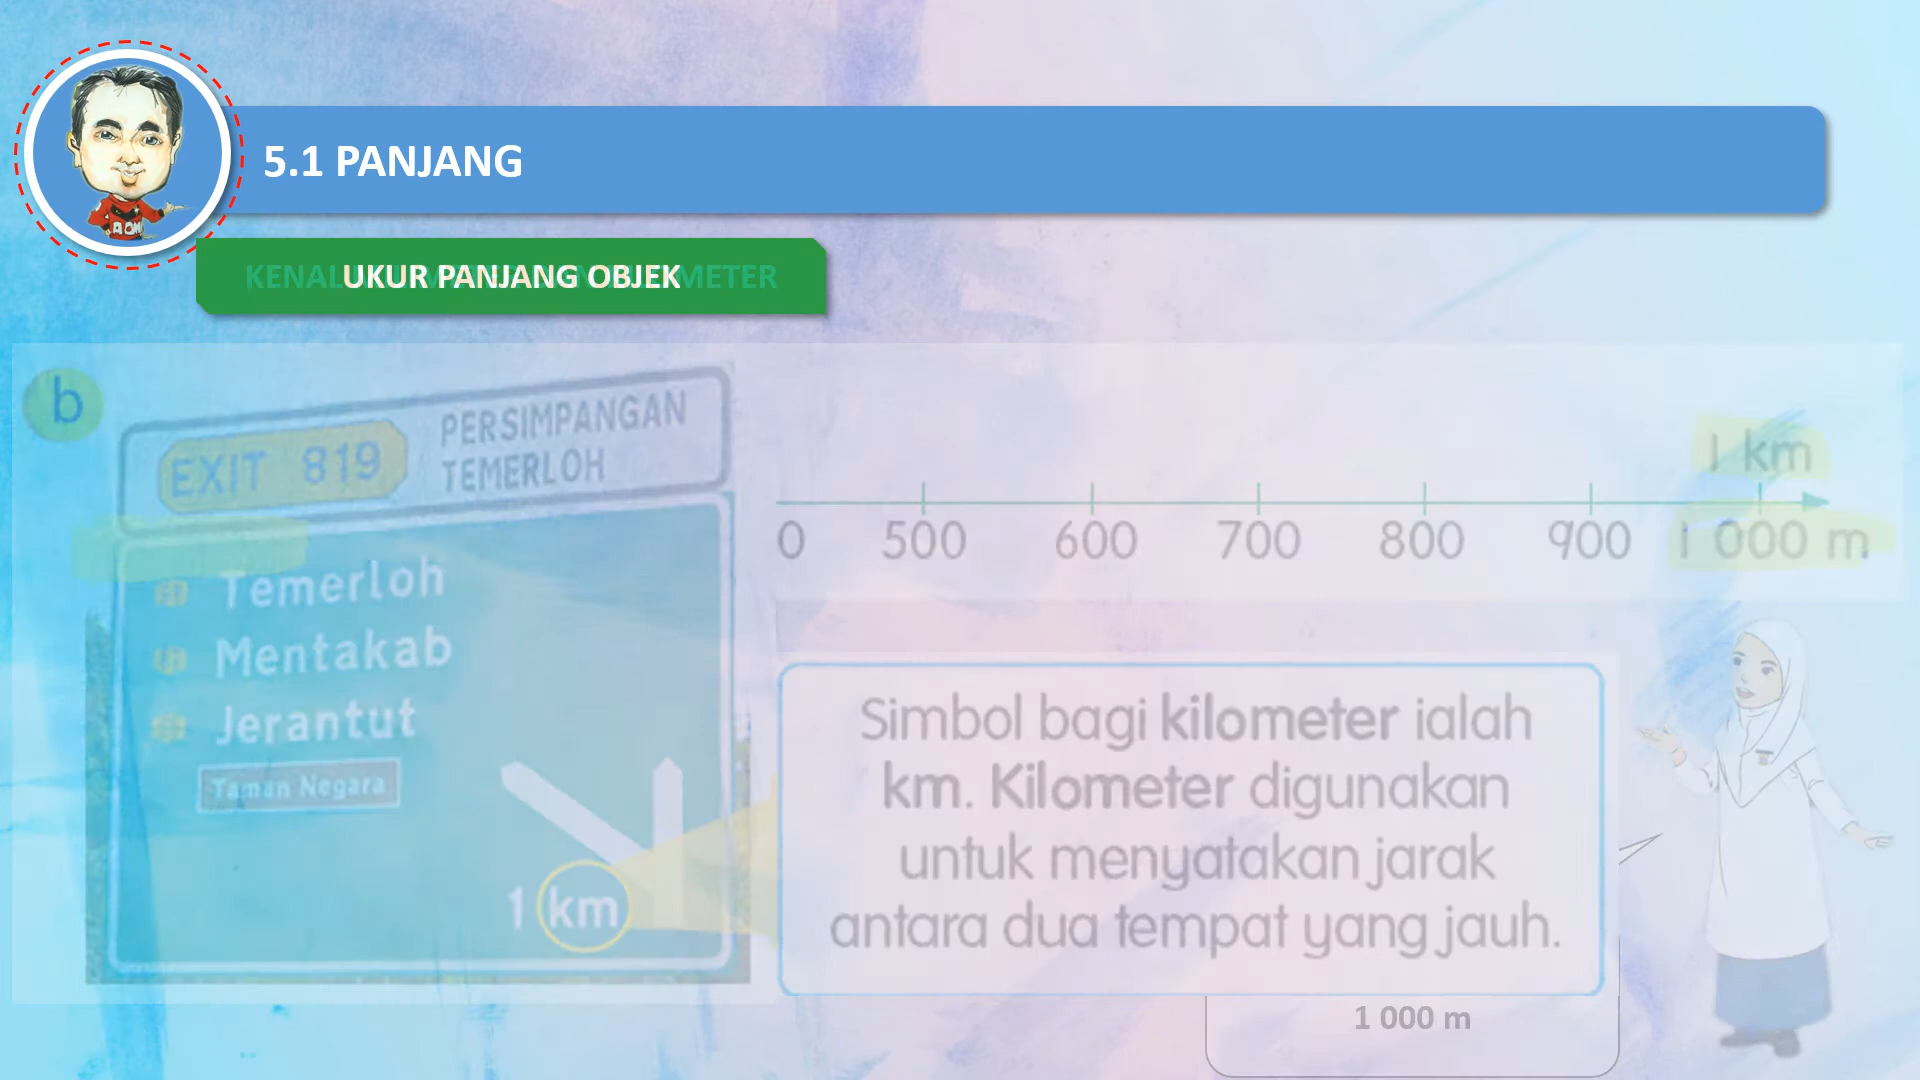 5.1 PANJANG
UKUR PANJANG OBJEK
b
EXIT 819
PERSIMPANGAN
TEMERLOH
Temerloh
Mentakab
Jerantut
Taman Negara
1 km
1 km
0 500 600 700 800 900 1 000 m
Simbol bagi kilometer ialah
km. Kilometer digunakan
untuk menyatakan jarak
antara dua tempat yang jauh.
1 000 m